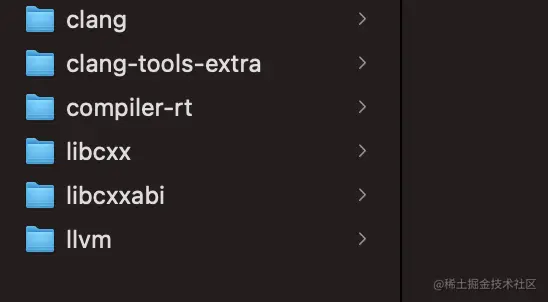 clang
clang-tools-extra
compiler-rt
libcxx
libcxxabi
llvm
@稀土掘金技术社区